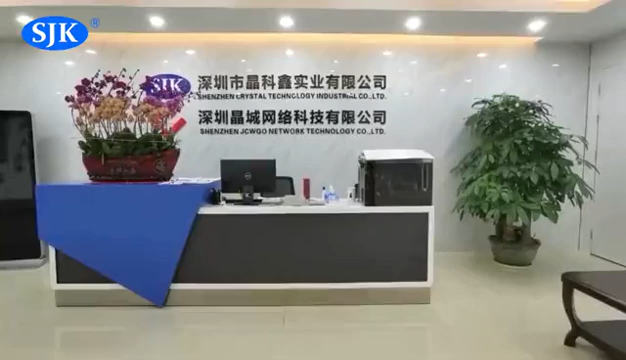 SJK ®
SJK 深圳市晶科鑫实业有限公司
SHENZHEN CRYSTAL TECHNOLOGY INDUSTRIAL CO.,LTD.
深圳晶城网络科技有限公司
SHENZHEN JCWGO NETWORK TECHNOLOGY CO.,LTD.
DELL